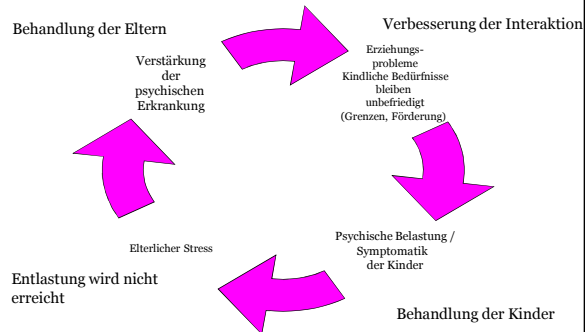 Behandlung der Eltern
Verbesserung der Interaktion
Verstärkung
der
psychischen
Erkrankung
Erziehungs-
probleme
Kindliche Bedürfnisse
bleiben
unbefriedigt
(Grenzen, Förderung)
Psychische Belastung /
Symptomatik
der Kinder
Elterlicher Stress
Entlastung wird nicht
erreicht
Behandlung der Kinder